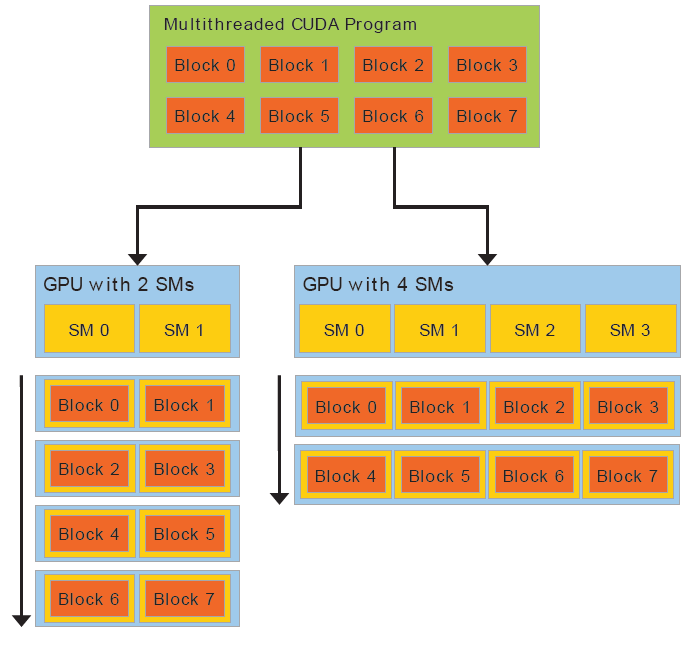 Multithreaded CUDA Program
Block 0 Block 1 Block 2 Block 3
Block 4 Block 5 Block 6 Block 7
GPU with 2 SMs
SM 0 SM 1
Block 0 Block 1
Block 2 Block 3
Block 4 Block 5
Block 6 Block 7
GPU with 4 SMs
SM 0 SM 1 SM 2 SM 3
Block 0 Block 1 Block 2 Block 3
Block 4 Block 5 Block 6 Block 7